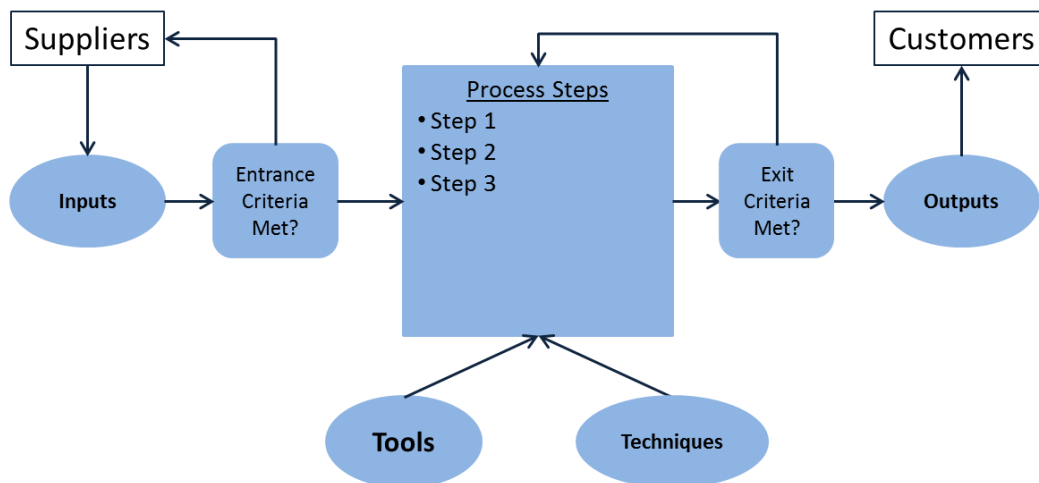 Suppliers
Customers
Process Steps
• Step 1
• Step 2
• Step 3
Inputs
Entrance
Criteria
Met?
Exit
Criteria
Met?
Outputs
Tools
Techniques